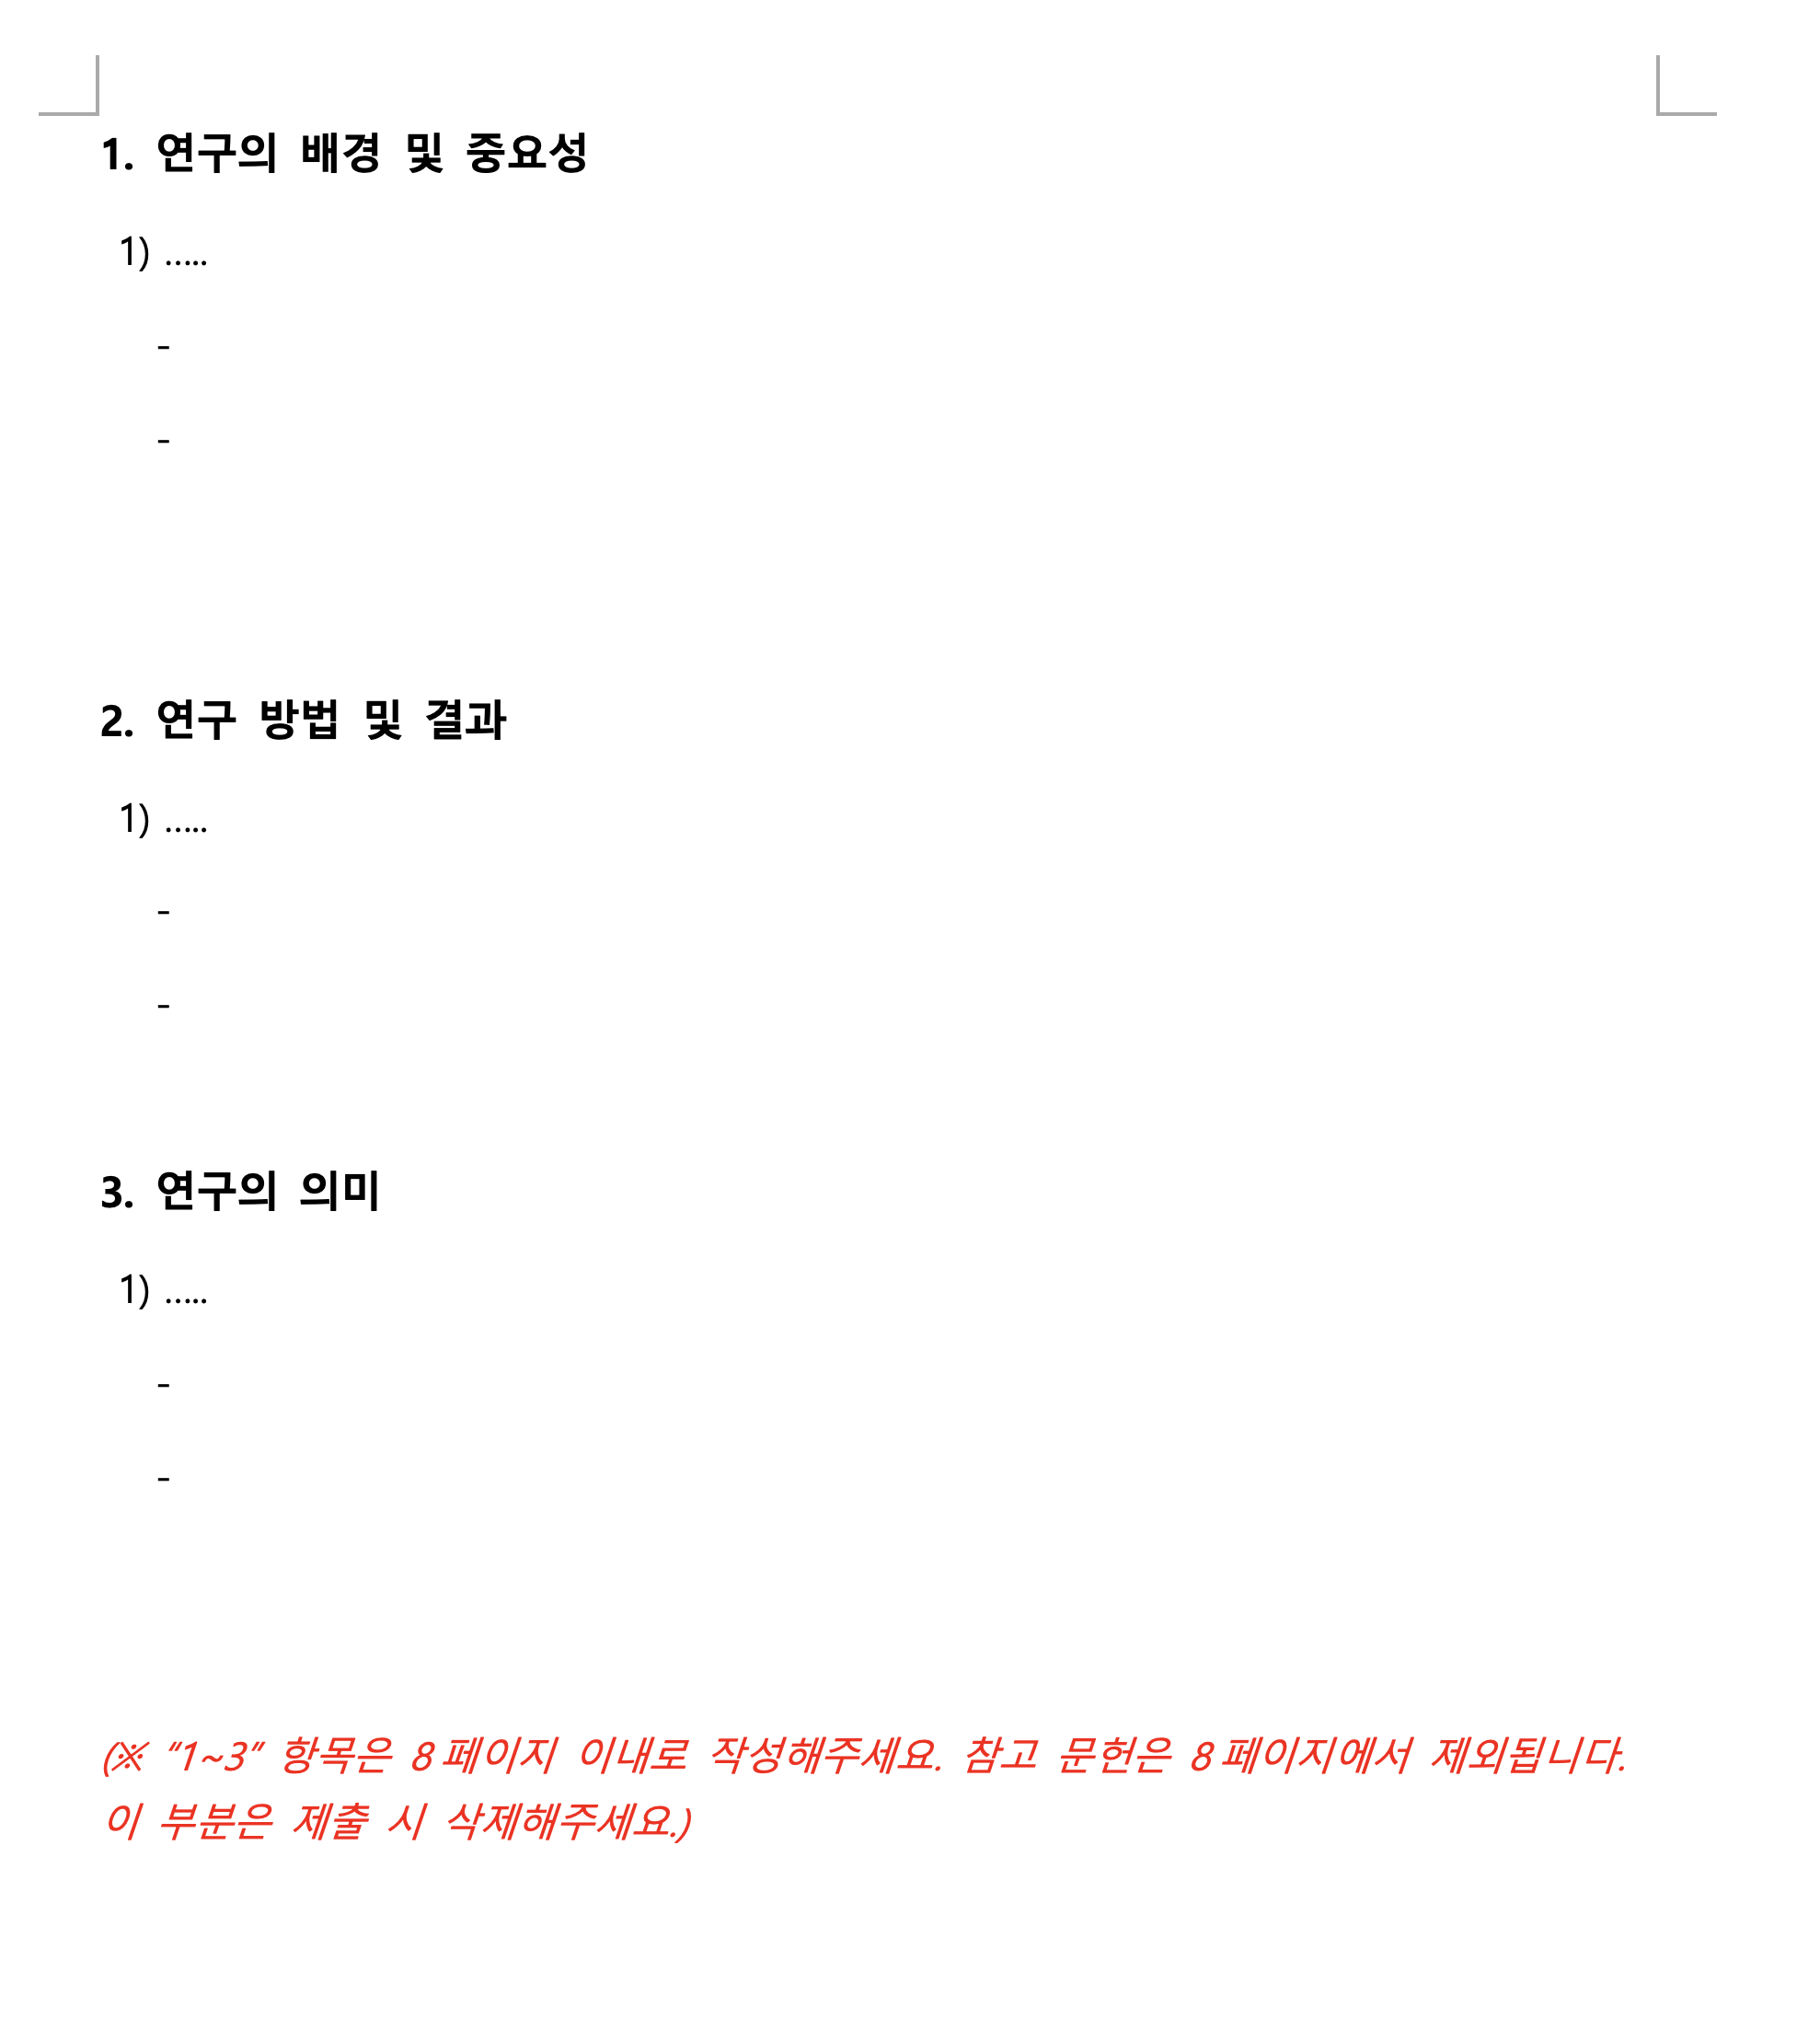 1. 연구의 배경 및 중요성
1) …..
-
-
2. 연구 방법 및 결과
1) …..
-
-
3. 연구의 의미
1) …..
-
-
(※ “1~3” 항목은 8페이지 이내로 작성해주세요. 참고 문헌은 8페이지에서 제외됩니다.
이 부분은 제출 시 삭제해주세요.)